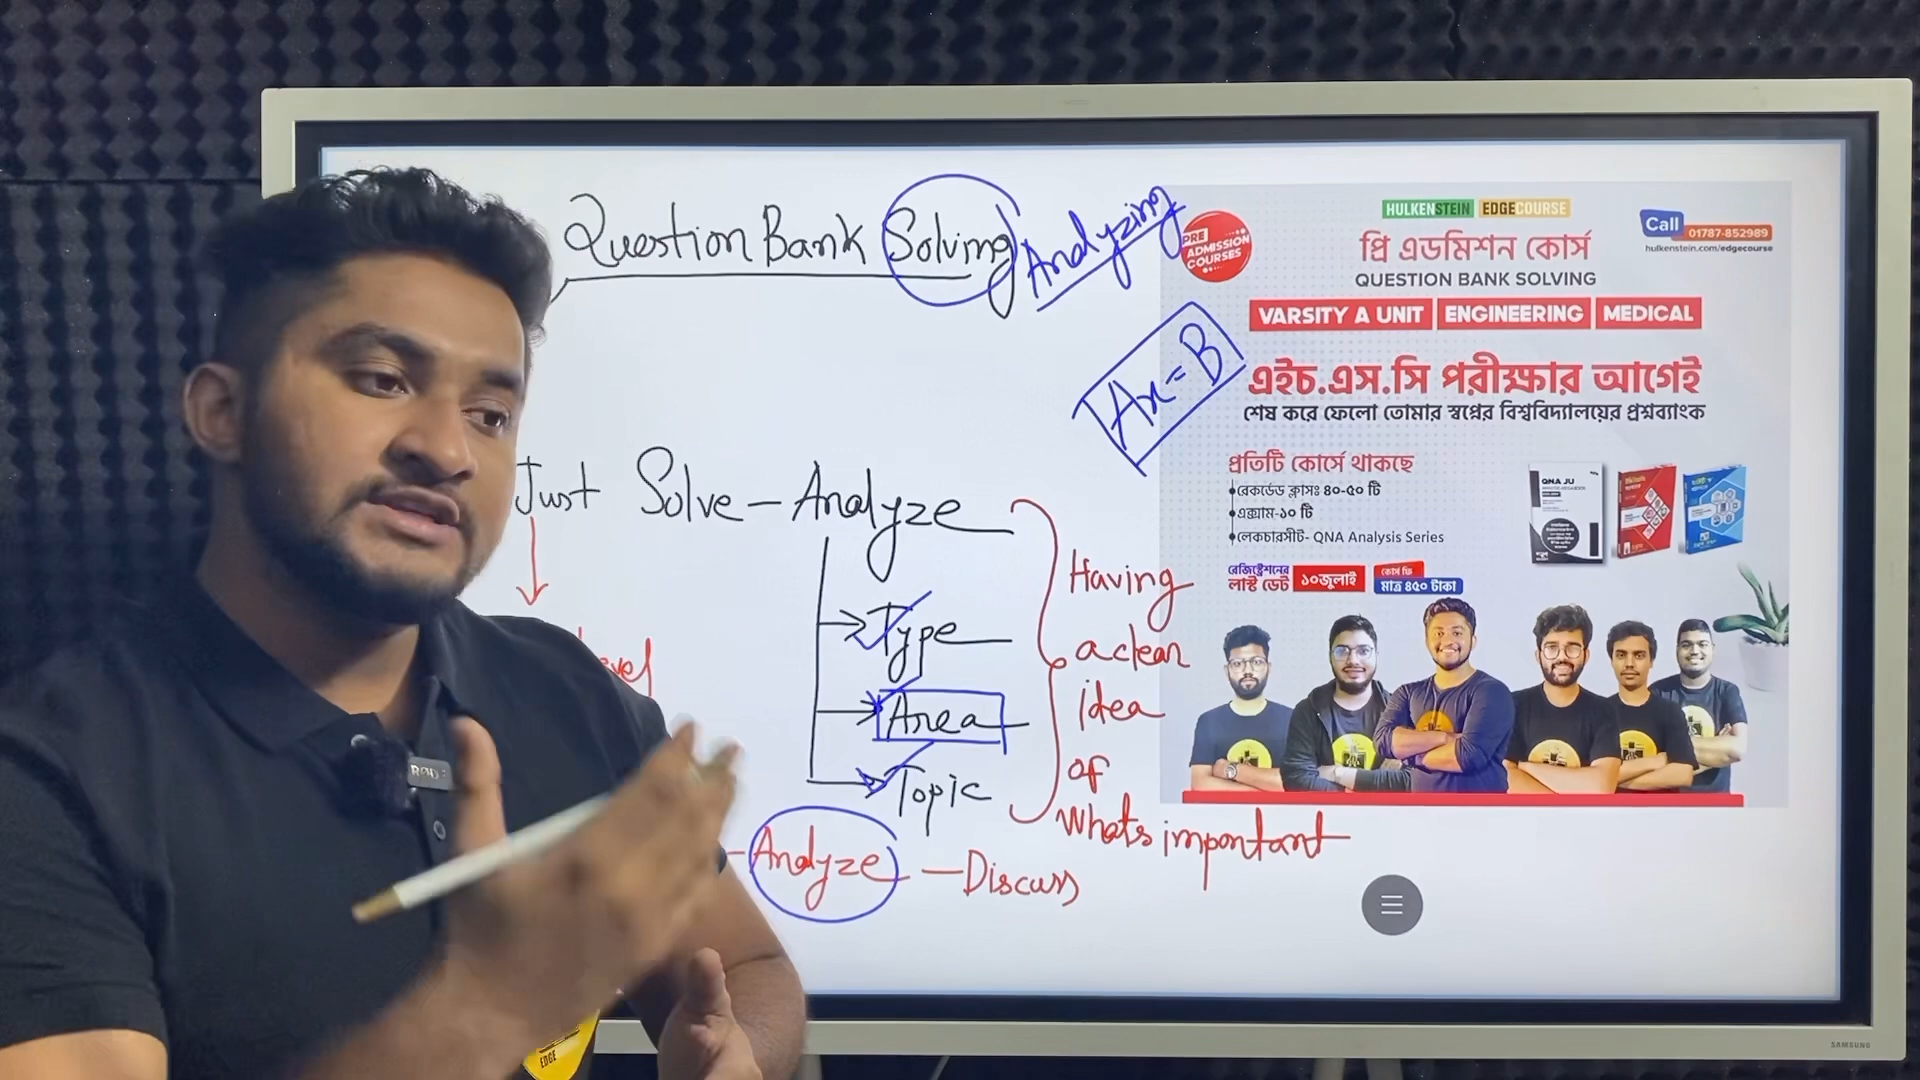 Question Bank Solving Analyzing
Ax = B
Just Solve - Analyze
Type
Area
Topic
Having
a clear
idea
of
Whats important
Analyze - Discuss
HULKENSTEIN EDGECOURSE
PRE
ADMISSION
COURSES
Call
01787-852989
hulkenstein.com/edgecourse
প্রি এডমিশন কোর্স
QUESTION BANK SOLVING
VARSITY A UNIT ENGINEERING MEDICAL
এইচ.এস.সি পরীক্ষার আগেই
শেষ করে ফেলো তোমার স্বপ্নের বিশ্ববিদ্যালয়ের প্রশ্নব্যাংক
প্রতিটি কোর্সে থাকছে
•রেকর্ডেড ক্লাসঃ ৪০-৫০ টি
•এক্সাম-১০ টি
•লেকচারসীট- QNA Analysis Series
QNA JU
রেজিস্ট্রেশনের
লাস্ট ডেট ১০জুলাই
কোর্স ফি
মাত্র ৪৫০ টাকা
RØDE
EDGE
SAMSUNG